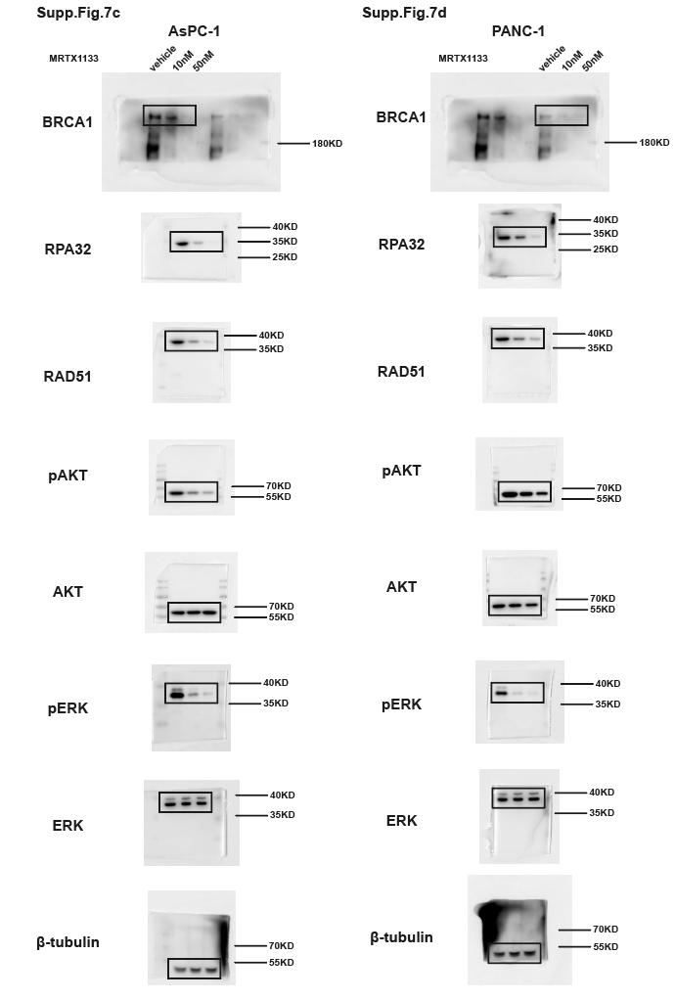 Supp.Fig.7c
AsPC-1
MRTX1133 vehicle 10nM 50nM
BRCA1
180KD
RPA32
40KD
35KD
25KD
RAD51
40KD
35KD
pAKT
70KD
55KD
AKT
70KD
55KD
pERK
40KD
35KD
ERK
40KD
35KD
β-tubulin
70KD
55KD
Supp.Fig.7d
PANC-1
MRTX1133 vehicle 10nM 50nM
BRCA1
180KD
RPA32
40KD
35KD
25KD
RAD51
40KD
35KD
pAKT
70KD
55KD
AKT
70KD
55KD
pERK
40KD
35KD
ERK
40KD
35KD
β-tubulin
70KD
55KD